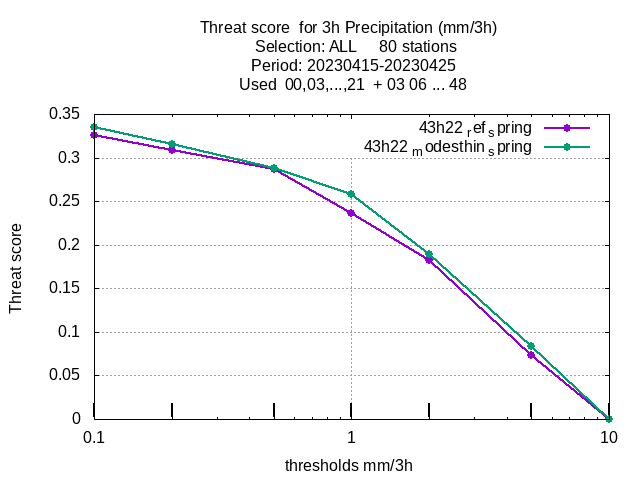 Threat score  for 3h Precipitation (mm/3h)
Selection: ALL     80 stations
Period: 20230415-20230425
Used  00,03,...,21  + 03 06 ... 48
43h22 ref spring
43h22 modesthin spring
0.35
0.3
0.25
0.2
0.15
0.1
0.05
0
Threat score
0.1
1
10
thresholds mm/3h